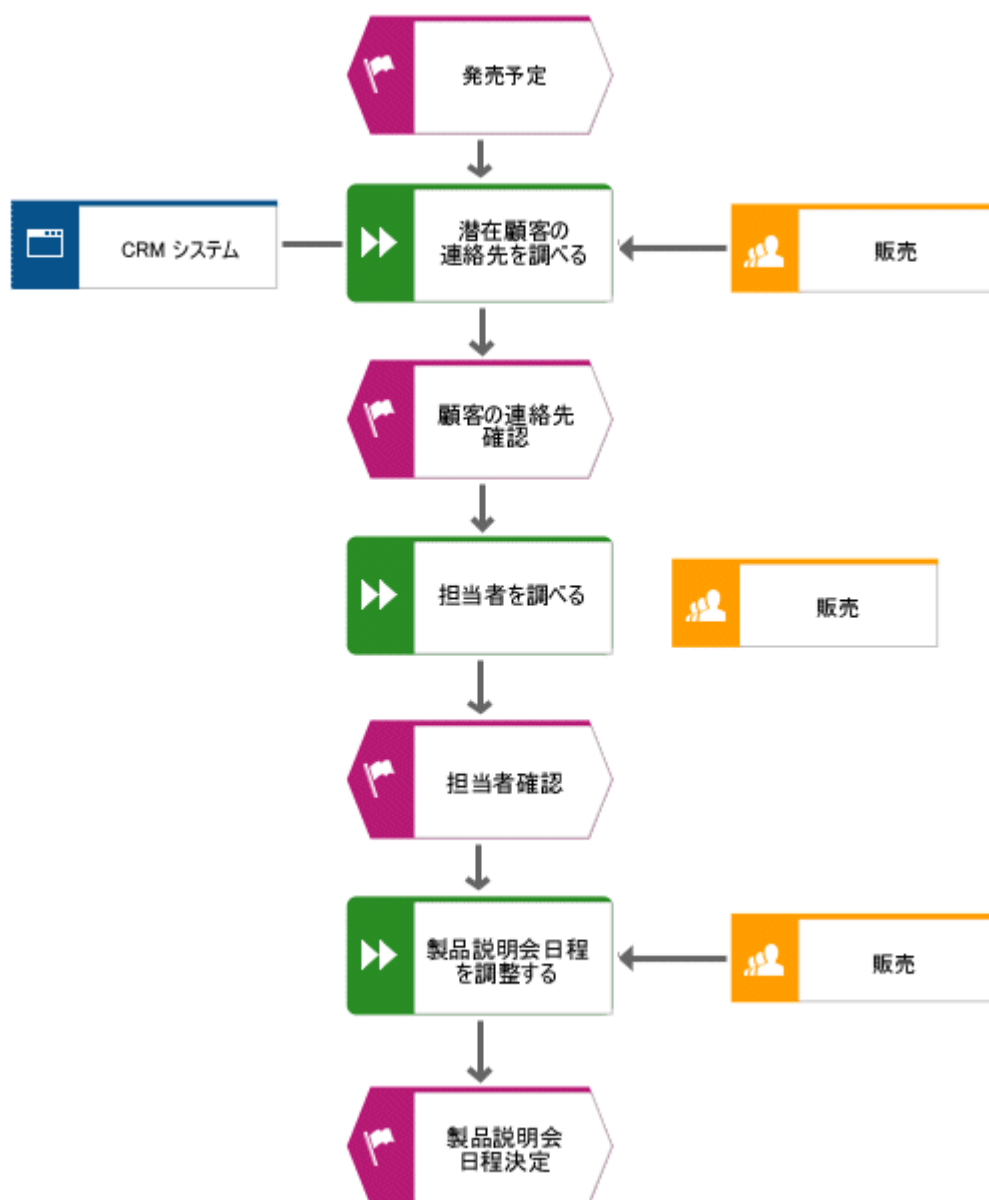 発売予定
CRM システム
潜在顧客の
連絡先を調べる
販売
顧客の連絡先
確認
担当者を調べる
販売
担当者確認
製品説明会日程
を調整する
販売
製品説明会
日程決定